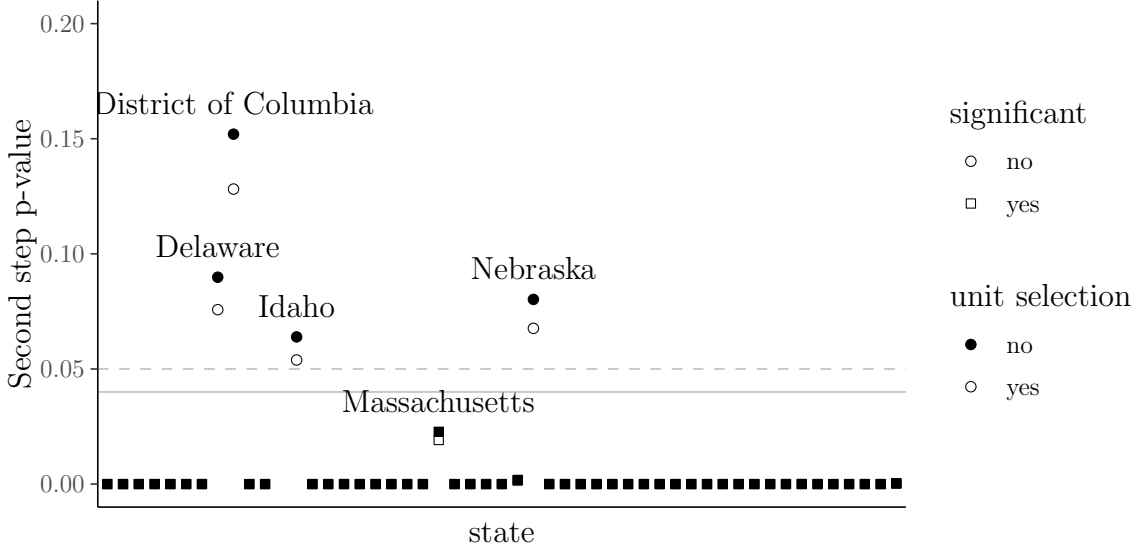 0.20
District of Columbia
0.15
Delaware
0.10
Nebraska
Idaho
0.05
Massachusetts
0.00
Second step p-value
state
significant
no
yes
unit selection
no
yes